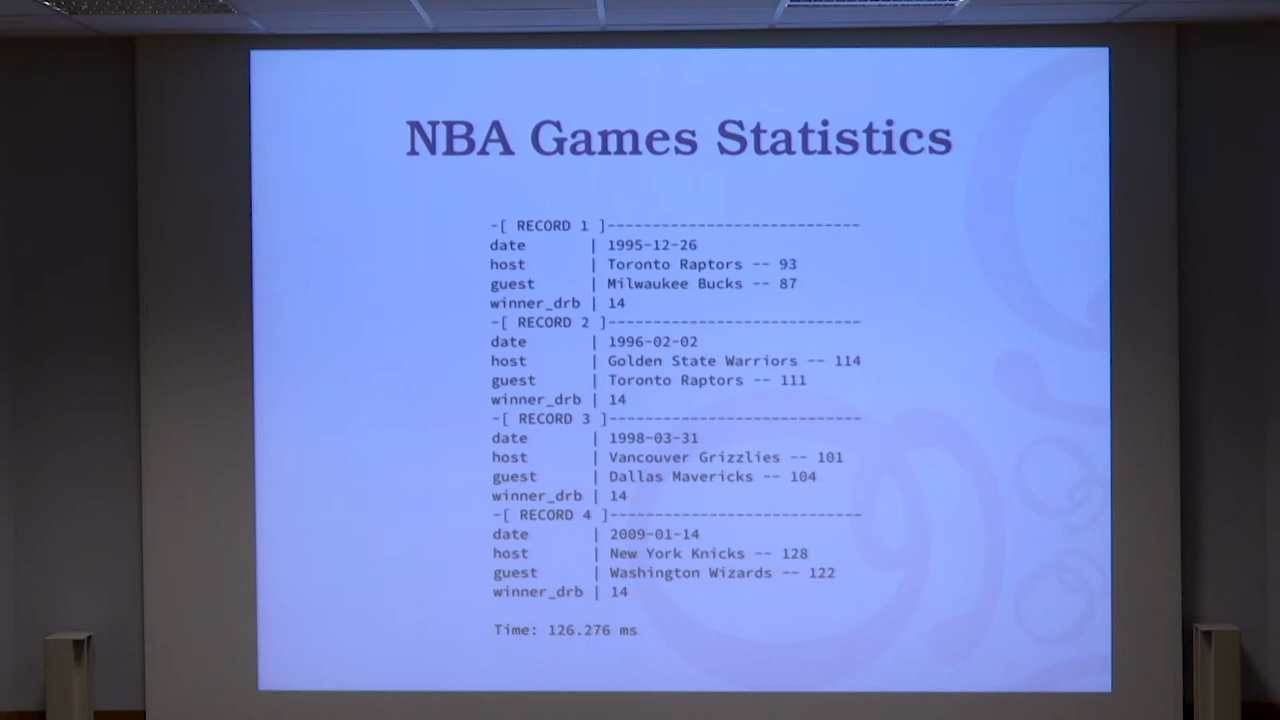 NBA Games Statistics
-[ RECORD 1 ]---------------------------
date | 1995-12-26
host | Toronto Raptors -- 93
guest | Milwaukee Bucks -- 87
winner_drb | 14
-[ RECORD 2 ]---------------------------
date | 1996-02-02
host | Golden State Warriors -- 114
guest | Toronto Raptors -- 111
winner_drb | 14
-[ RECORD 3 ]---------------------------
date | 1998-03-31
host | Vancouver Grizzlies -- 101
guest | Dallas Mavericks -- 104
winner_drb | 14
-[ RECORD 4 ]---------------------------
date | 2009-01-14
host | New York Knicks -- 128
guest | Washington Wizards -- 122
winner_drb | 14
Time: 126.276 ms